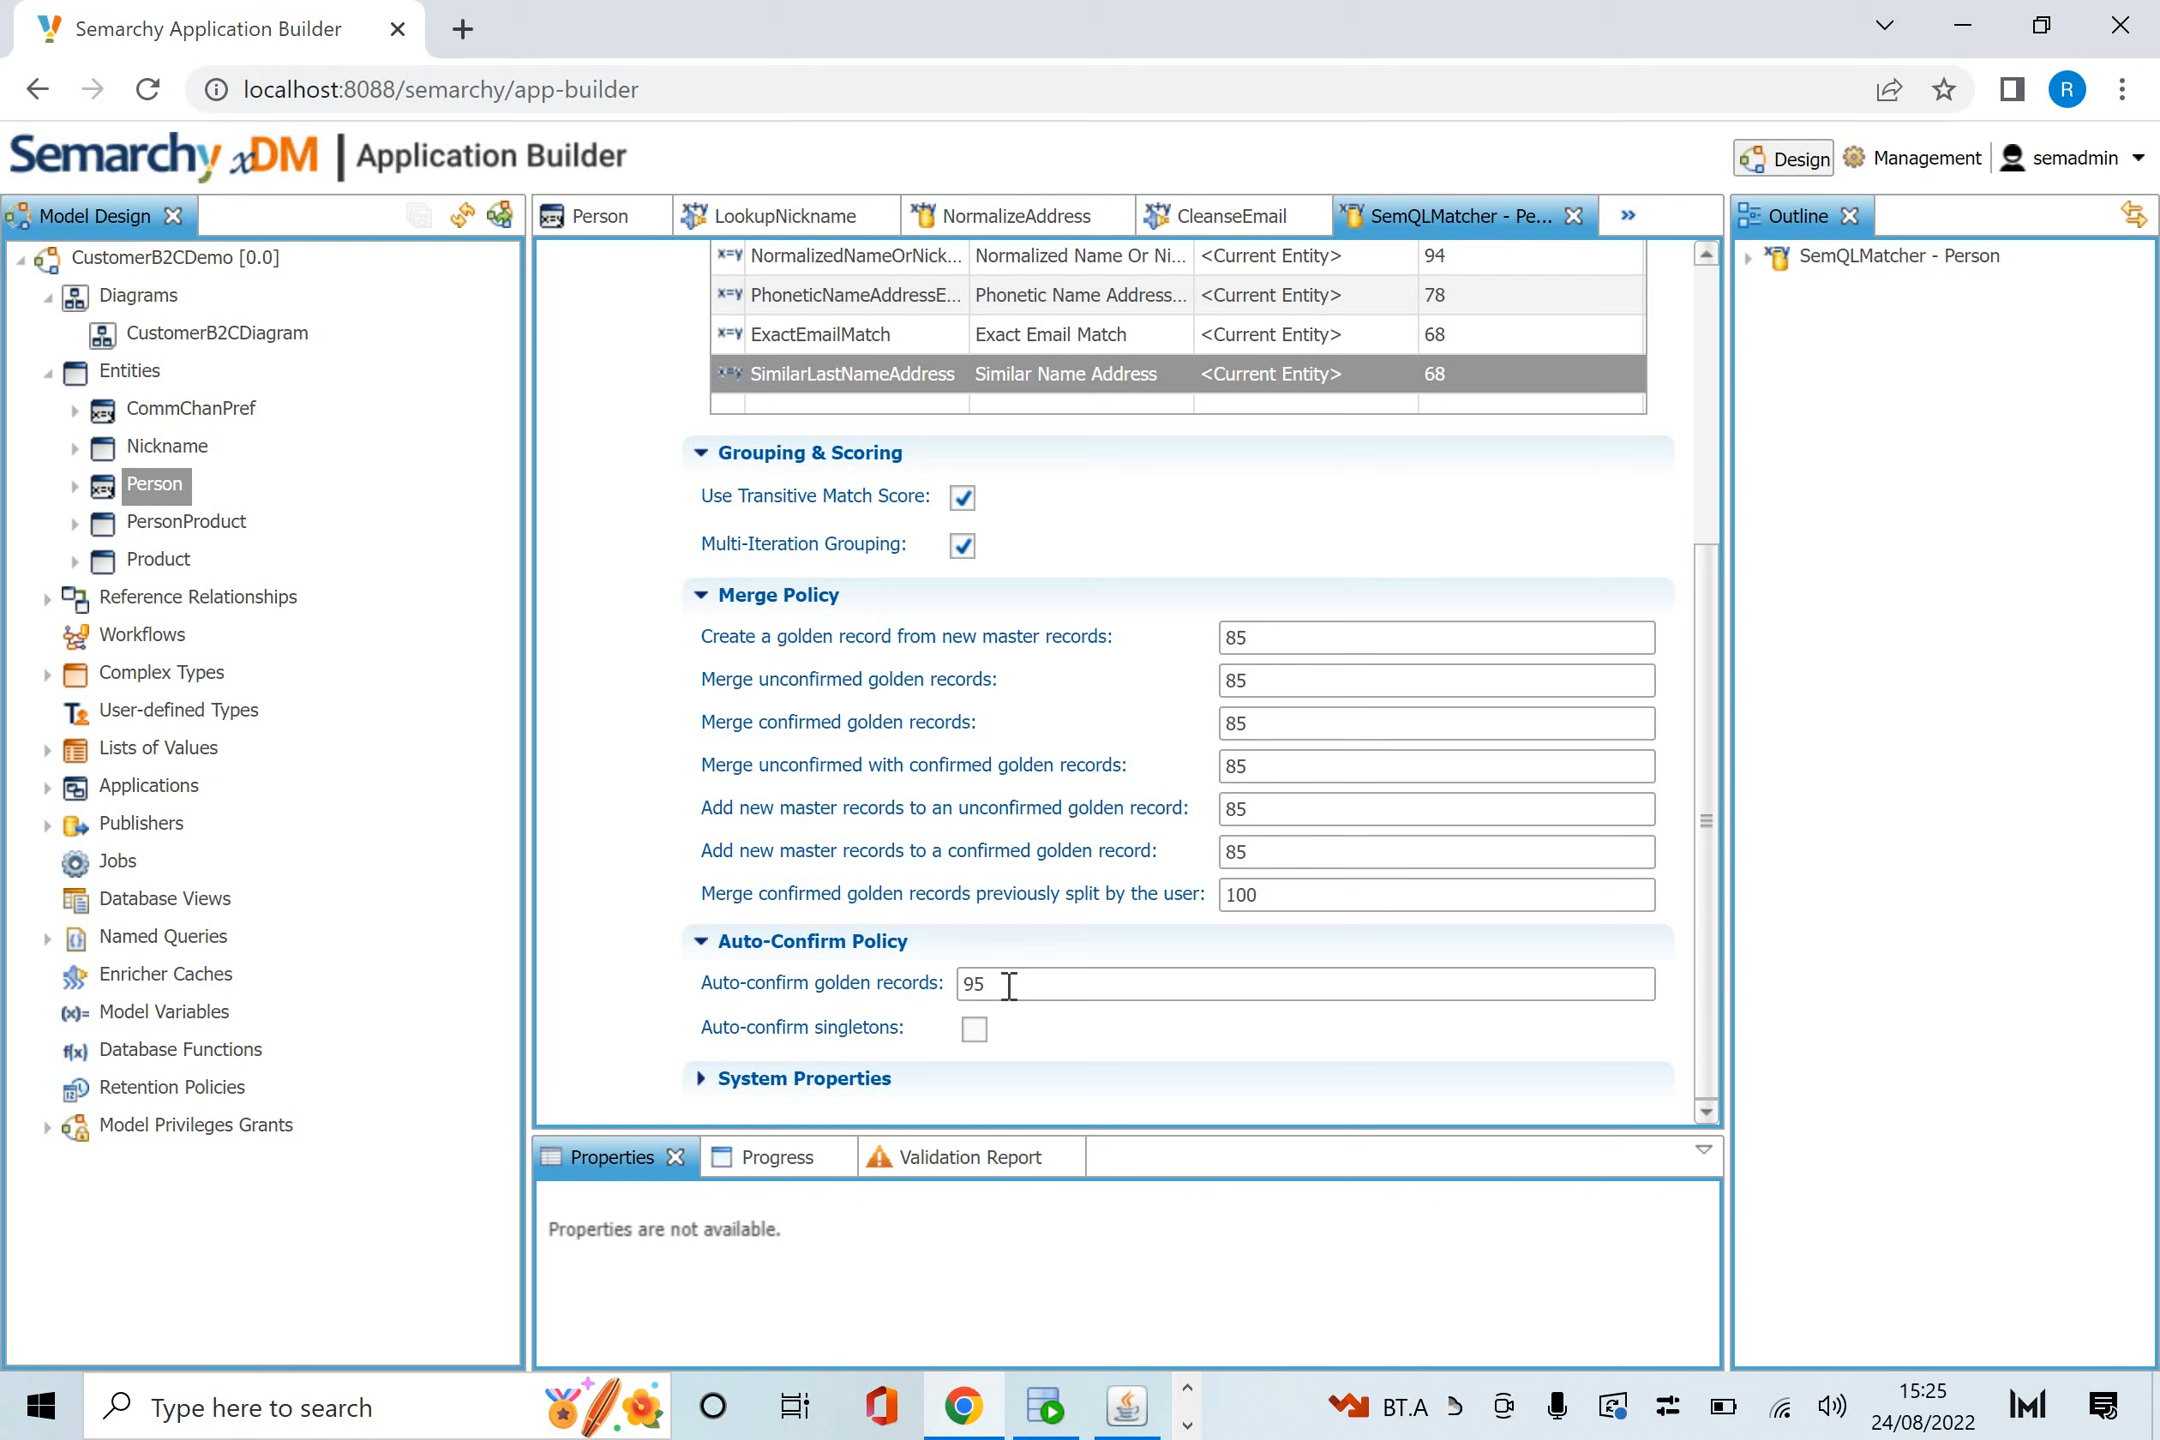 Semarchy Application Builder
localhost:8088/semarchy/app-builder
R
Semarchy xDM | Application Builder
Design
Management
semadmin
Model Design
CustomerB2CDemo [0.0]
Diagrams
CustomerB2CDiagram
Entities
CommChanPref
Nickname
Person
PersonProduct
Product
Reference Relationships
Workflows
Complex Types
User-defined Types
Lists of Values
Applications
Publishers
Jobs
Database Views
Named Queries
Enricher Caches
Model Variables
Database Functions
Retention Policies
Model Privileges Grants
Person
LookupNickname
NormalizeAddress
CleanseEmail
SemQLMatcher - Pe...
»
NormalizedNameOrNick... Normalized Name Or Ni... <Current Entity> 94
PhoneticNameAddressE... Phonetic Name Address... <Current Entity> 78
ExactEmailMatch Exact Email Match <Current Entity> 68
SimilarLastNameAddress Similar Name Address <Current Entity> 68
Grouping & Scoring
Use Transitive Match Score:
Multi-Iteration Grouping:
Merge Policy
Create a golden record from new master records: 85
Merge unconfirmed golden records: 85
Merge confirmed golden records: 85
Merge unconfirmed with confirmed golden records: 85
Add new master records to an unconfirmed golden record: 85
Add new master records to a confirmed golden record: 85
Merge confirmed golden records previously split by the user: 100
Auto-Confirm Policy
Auto-confirm golden records: 95
Auto-confirm singletons:
System Properties
Properties
Progress
Validation Report
Properties are not available.
Outline
SemQLMatcher - Person
Type here to search
BT.A
15:25
24/08/2022